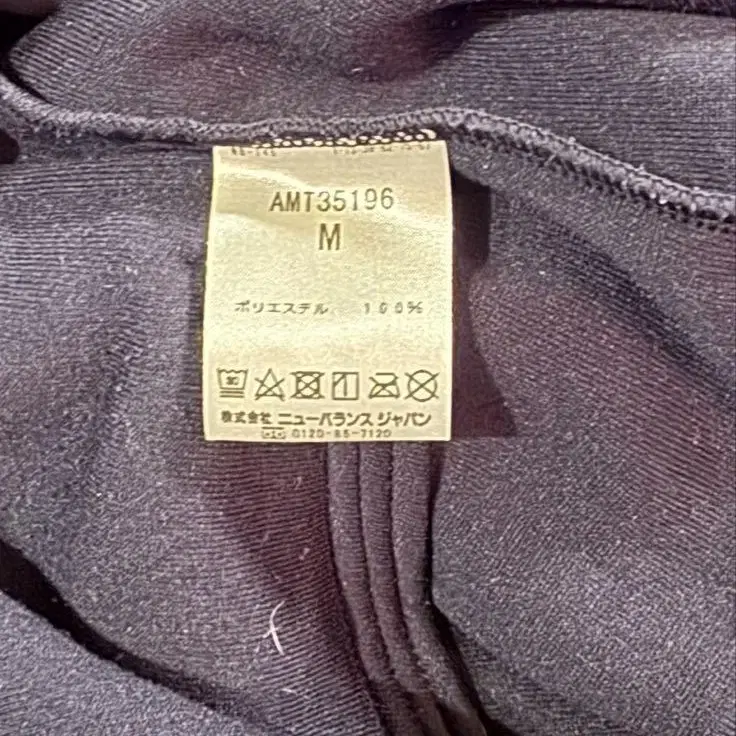 AMT35196
M
ポリエステル 100%
株式会社 ニューバランス ジャパン
0120-85-7120